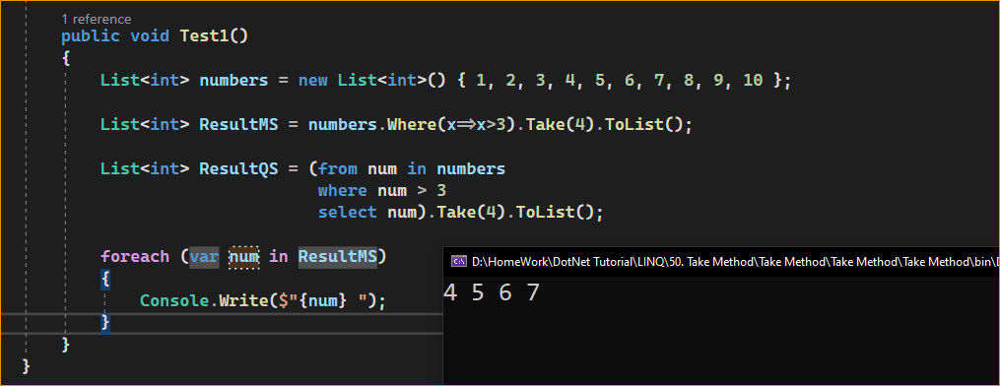 1 reference
public void Test1()
{
List<int> numbers = new List<int>() { 1, 2, 3, 4, 5, 6, 7, 8, 9, 10 };
List<int> ResultMS = numbers.Where(x=>x>3).Take(4).ToList();
List<int> ResultQS = (from num in numbers
where num > 3
select num).Take(4).ToList();
foreach (var num in ResultMS)
{
Console.Write($"{num} ");
}
}
}
D:\HomeWork\DotNet Tutorial\LINQ\50. Take Method\Take Method\Take Method\Take Method\bin\
4 5 6 7